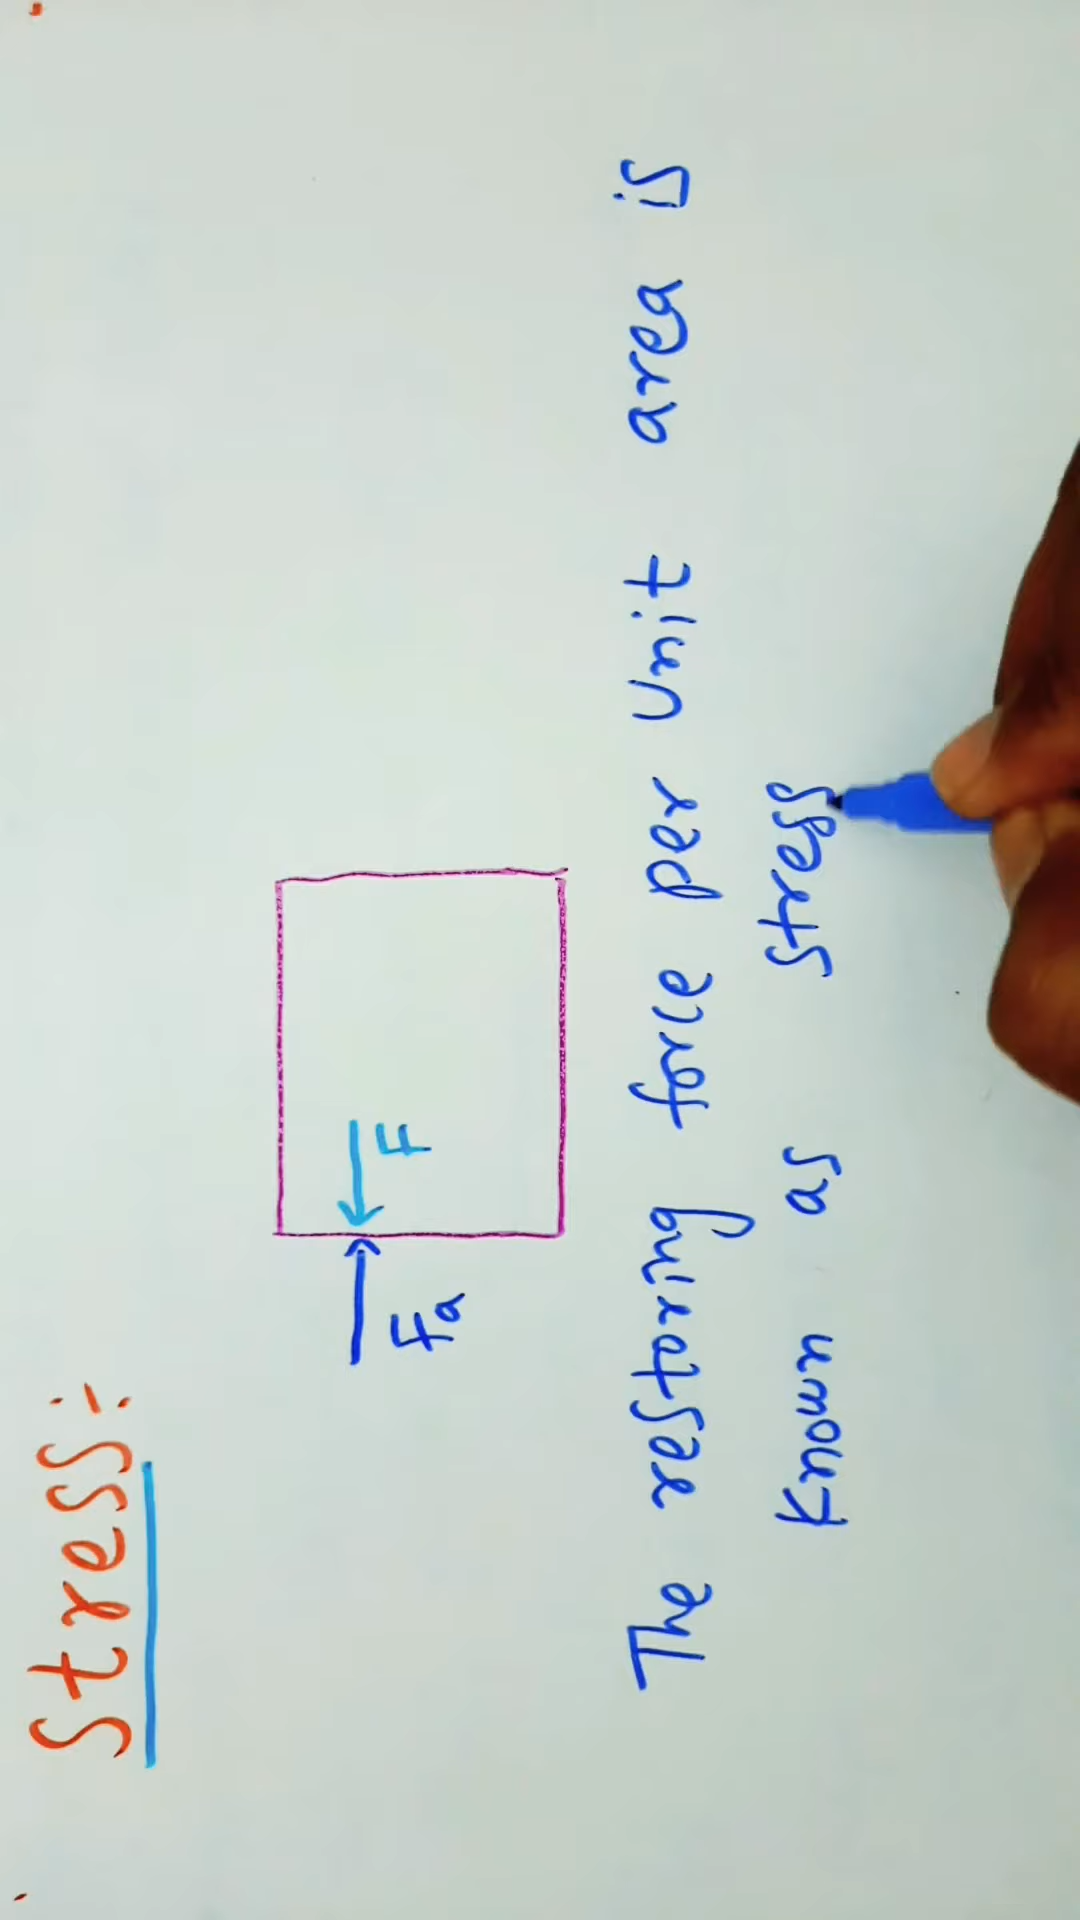 Stress:-
Fa
F
The restoring force per unit area is
known as stress